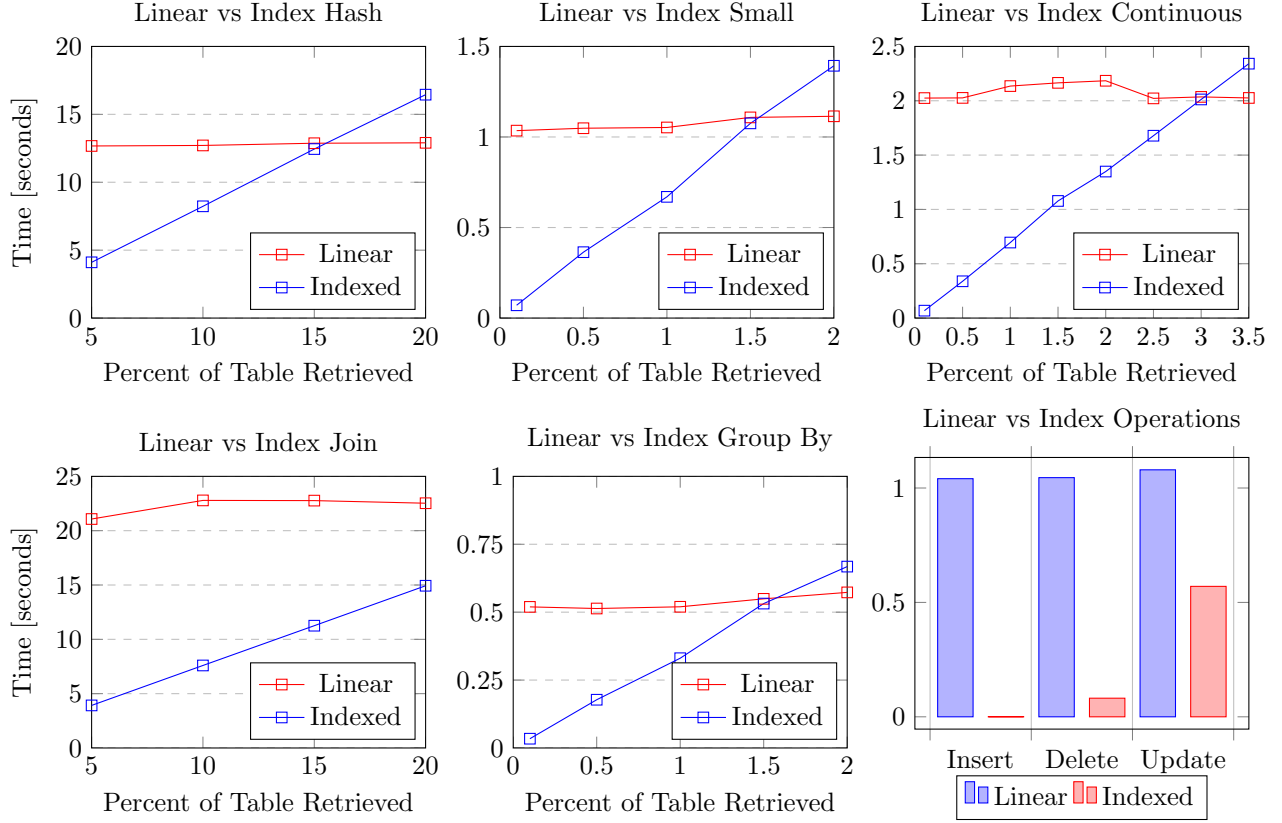 Linear vs Index Hash
20
15
10
5
0
5 10 15 20
Time [seconds]
Percent of Table Retrieved
Linear
Indexed
Linear vs Index Small
1.5
1
0.5
0
0 0.5 1 1.5 2
Percent of Table Retrieved
Linear
Indexed
Linear vs Index Continuous
2.5
2
1.5
1
0.5
0
0 0.5 1 1.5 2 2.5 3 3.5
Percent of Table Retrieved
Linear
Indexed
Linear vs Index Join
25
20
15
10
5
0
5 10 15 20
Time [seconds]
Percent of Table Retrieved
Linear
Indexed
Linear vs Index Group By
1
0.75
0.5
0.25
0
0 0.5 1 1.5 2
Percent of Table Retrieved
Linear
Indexed
Linear vs Index Operations
1
0.5
0
Insert Delete Update
Linear Indexed